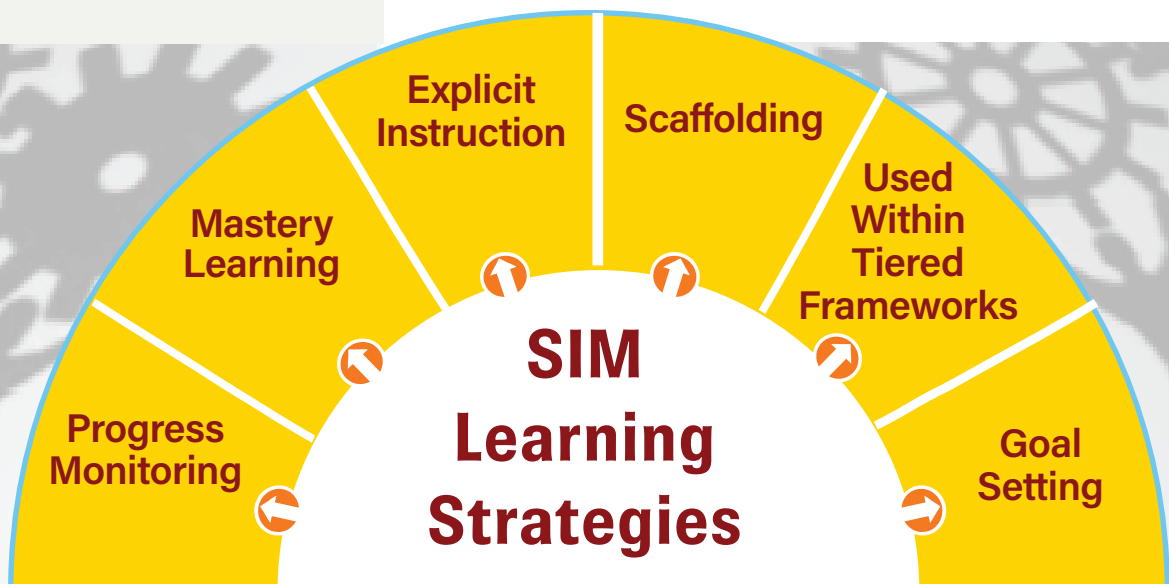 Progress
Monitoring
Mastery
Learning
Explicit
Instruction
Scaffolding
Used
Within
Tiered
Frameworks
Goal
Setting
SIM
Learning
Strategies